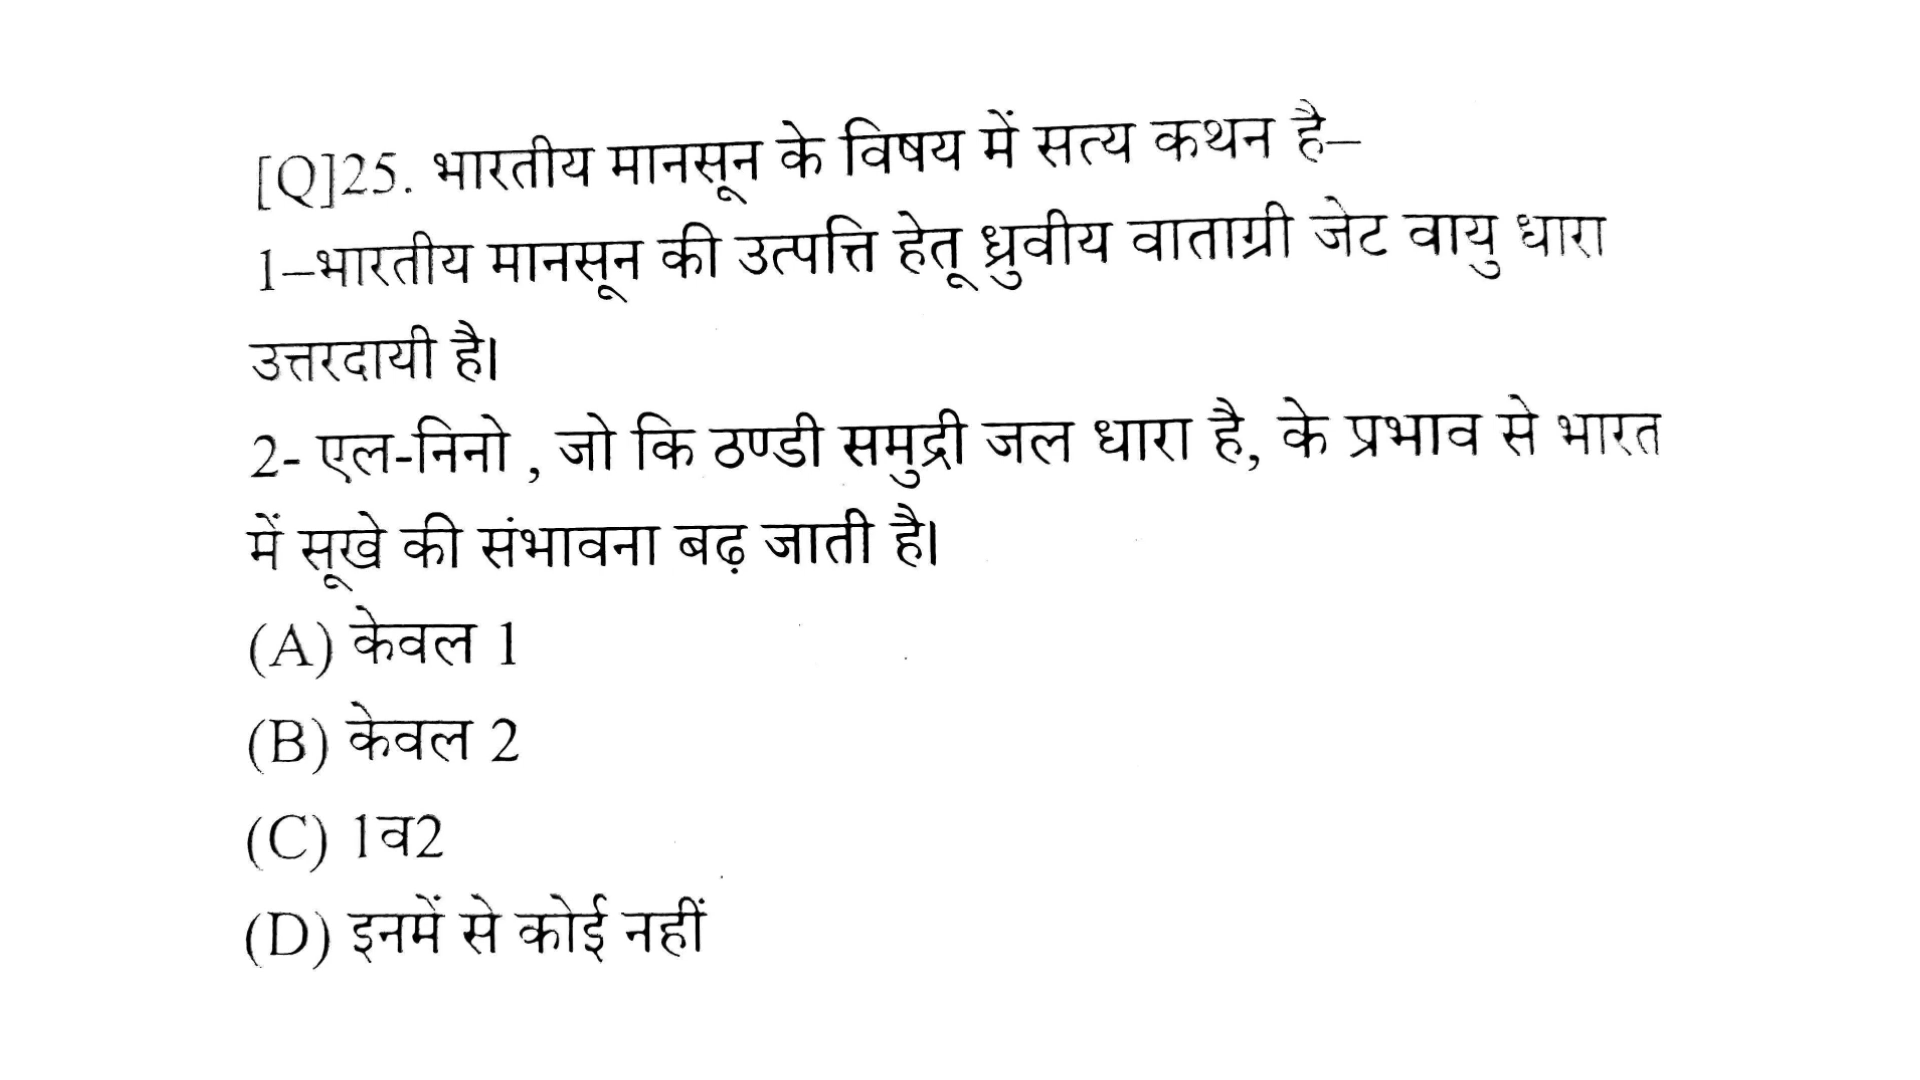 [Q]25. भारतीय मानसून के विषय में सत्य कथन है–
1–भारतीय मानसून की उत्पत्ति हेतू ध्रुवीय वाताग्री जेट वायु धारा
उत्तरदायी है।
2- एल-निनो , जो कि ठण्डी समुद्री जल धारा है, के प्रभाव से भारत
में सूखे की संभावना बढ़ जाती है।
(A) केवल 1
(B) केवल 2
(C) 1व2
(D) इनमें से कोई नहीं